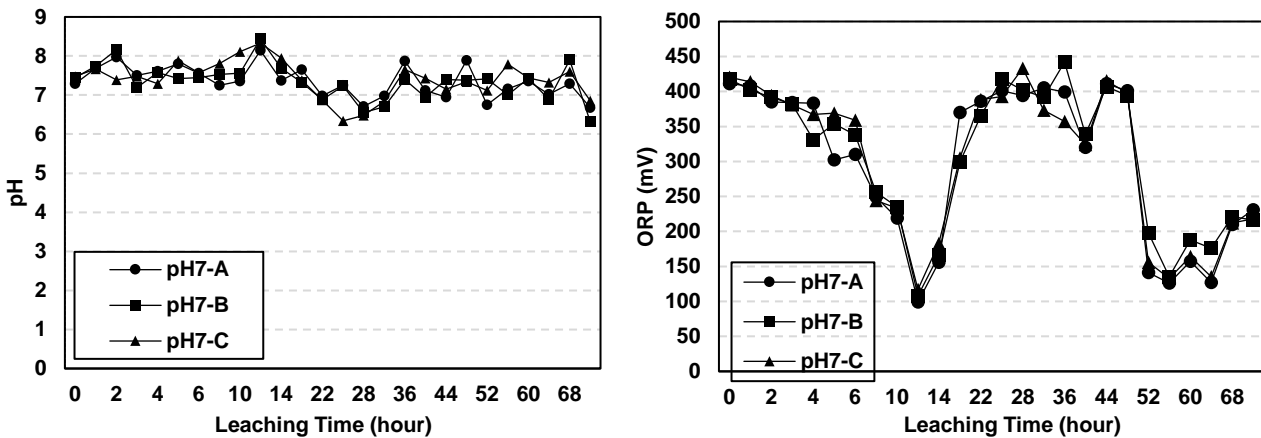 9
8
7
6
5
4
3
2
1
0
pH
pH7-A
pH7-B
pH7-C
0 2 4 6 10 14 22 28 36 44 52 60 68
Leaching Time (hour)
500
450
400
350
300
250
200
150
100
50
0
ORP (mV)
pH7-A
pH7-B
pH7-C
0 2 4 6 10 14 22 28 36 44 52 60 68
Leaching Time (hour)